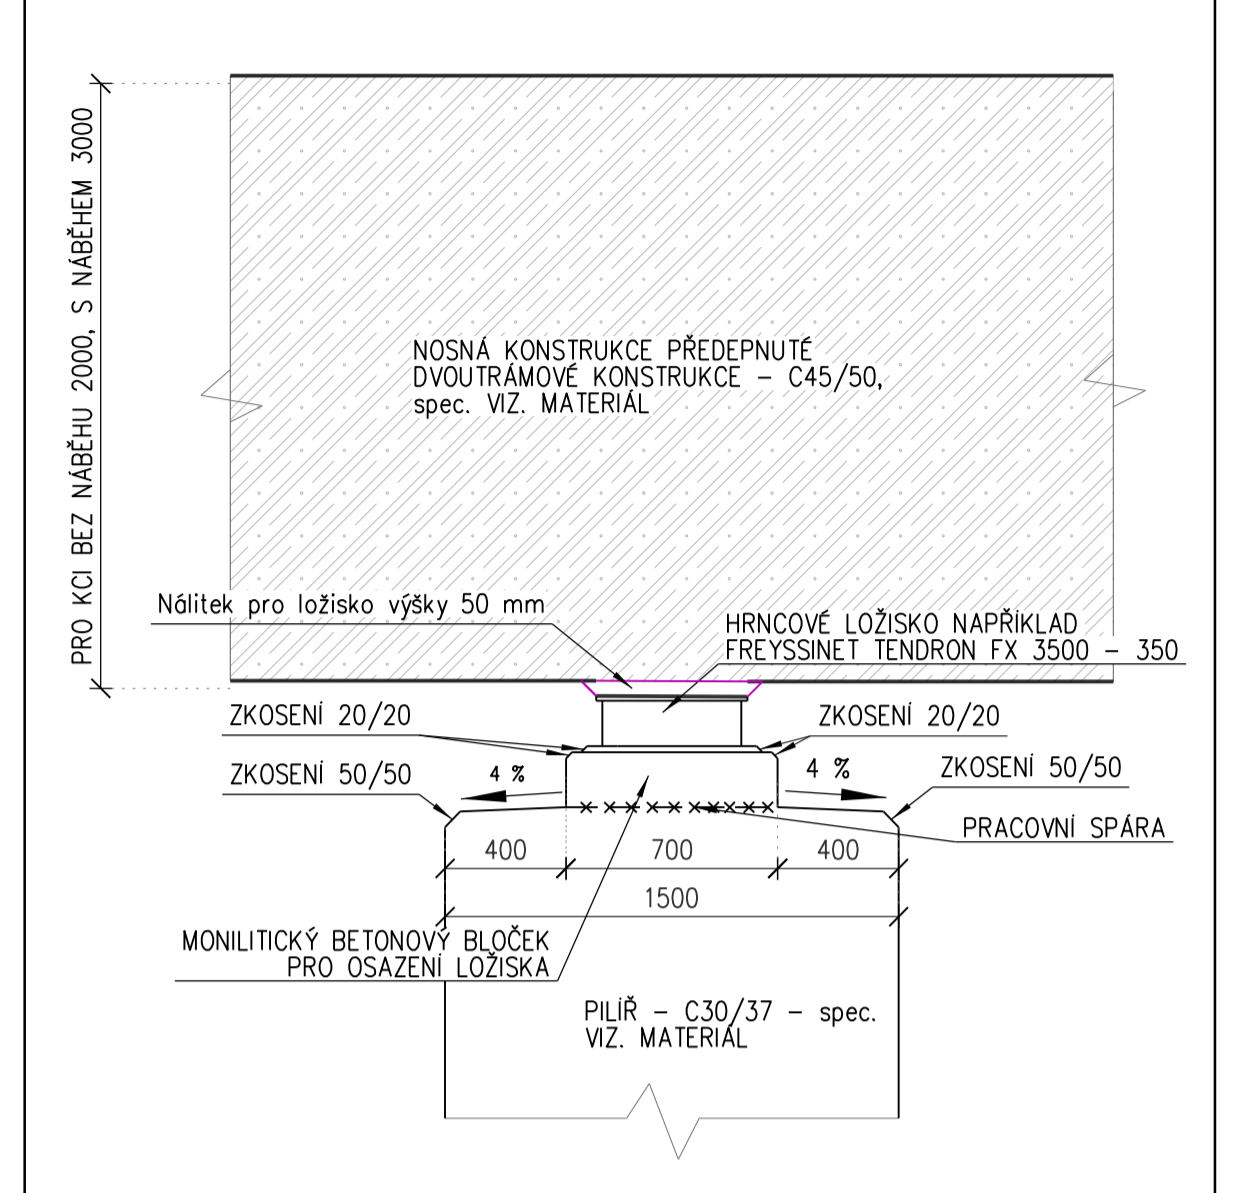 PRO KCI BEZ NÁBĚHU 2000, S NÁBĚHEM 3000
NOSNÁ KONSTRUKCE PŘEDEPNUTÉ
DVOUTRÁMOVÉ KONSTRUKCE – C45/50,
spec. VIZ. MATERIÁL
Nálitek pro ložisko výšky 50 mm
HRNCOVÉ LOŽISKO NAPŘÍKLAD
FREYSSINET TENDRON FX 3500 – 350
ZKOSENÍ 20/20
ZKOSENÍ 20/20
ZKOSENÍ 50/50
4 %
4 %
ZKOSENÍ 50/50
PRACOVNÍ SPÁRA
400
700
400
1500
MONILITICKÝ BETONOVÝ BLOČEK
PRO OSAZENÍ LOŽISKA
PILÍŘ – C30/37 – spec.
VIZ. MATERIÁL